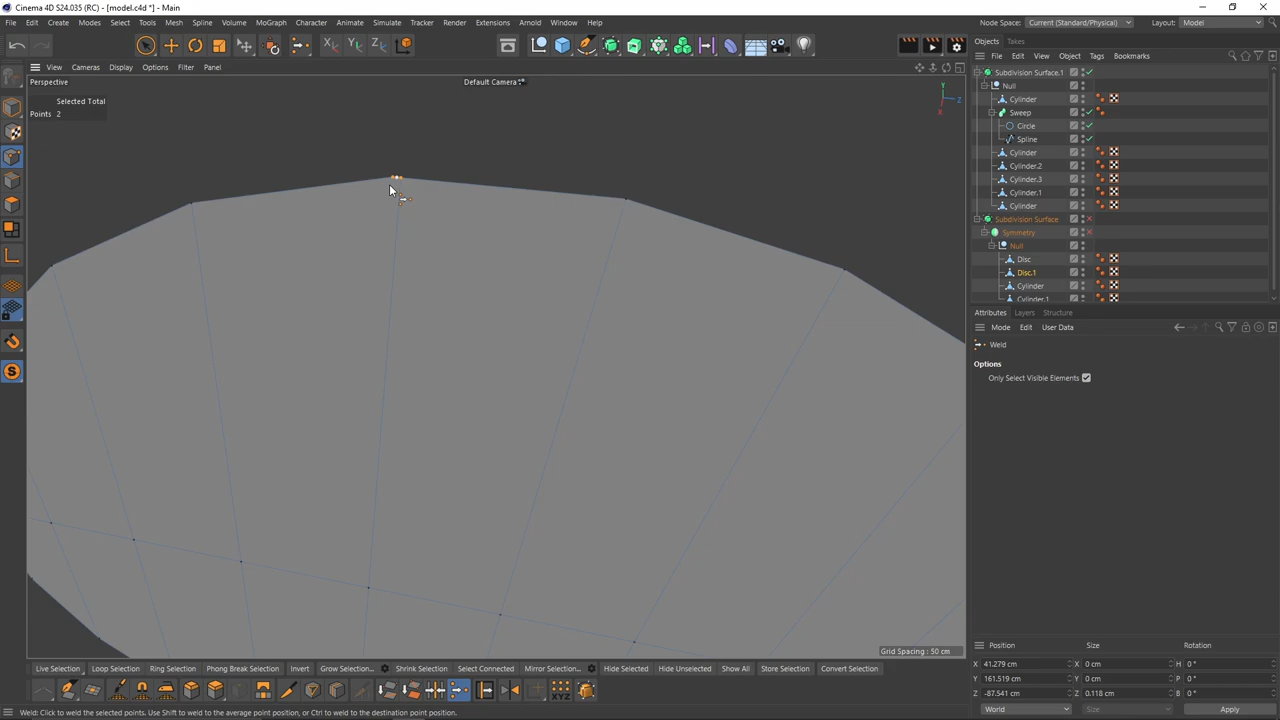 Cinema 4D S24.035 (RC) - [model.c4d *] - Main
File Edit Create Modes Select Tools Mesh Spline Volume MoGraph Character Animate Simulate Tracker Render Extensions Arnold Window Help
Node Space: Current (Standard/Physical) Layout: Model
Objects Takes
File Edit View Object Tags Bookmarks
View Cameras Display Options Filter Panel
Perspective
Default Camera
Selected Total
Points 2
Y
Z
X
Subdivision Surface.1
Null
Cylinder
Sweep
Circle
Spline
Cylinder
Cylinder.2
Cylinder.3
Cylinder.1
Cylinder
Subdivision Surface
Symmetry
Null
Disc
Disc.1
Cylinder
Cylinder.1
Attributes Layers Structure
Mode Edit User Data
Weld
Options
Only Select Visible Elements
Grid Spacing : 50 cm
Position Size Rotation
X 41.279 cm X 0 cm H 0 °
Y 161.519 cm Y 0 cm P 0 °
Z -87.541 cm Z 0.118 cm B 0 °
World Size Apply
Live Selection Loop Selection Ring Selection Phong Break Selection Invert Grow Selection... Shrink Selection Select Connected Mirror Selection... Hide Selected Hide Unselected Show All Store Selection Convert Selection
XYZ
Weld: Click to weld the selected points. Use Shift to weld to the average point position, or Ctrl to weld to the destination point position.